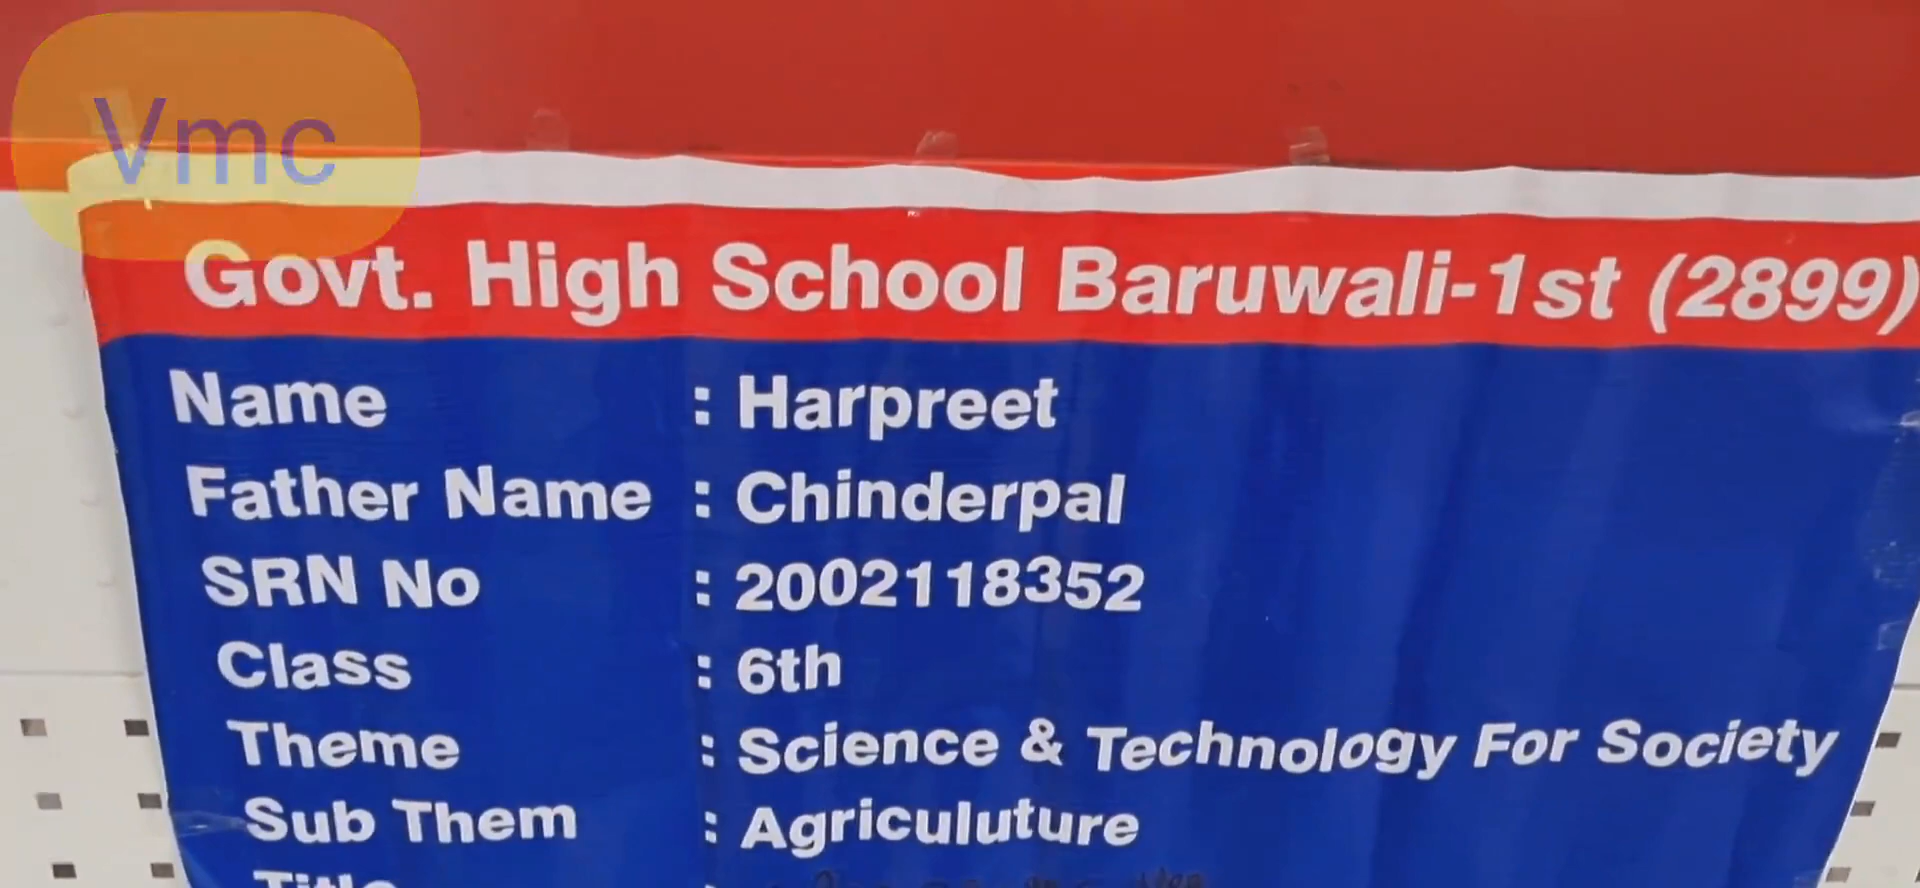 Vmc
Govt. High School Baruwali-1st (2899)
Name : Harpreet
Father Name : Chinderpal
SRN No : 2002118352
Class : 6th
Theme : Science & Technology For Society
Sub Them : Agriculuture
Title :